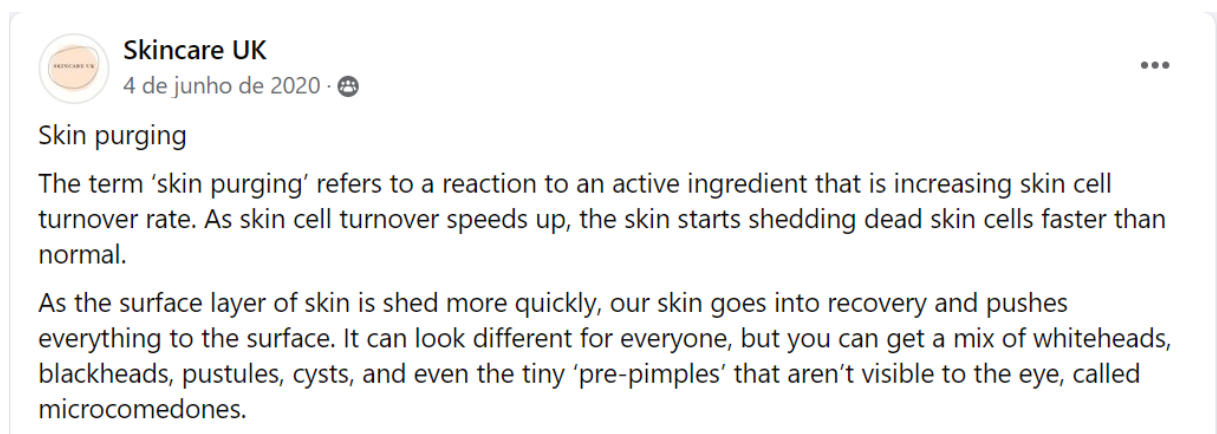 SKINCARE UK
Skincare UK
4 de junho de 2020 ·
Skin purging
The term ‘skin purging’ refers to a reaction to an active ingredient that is increasing skin cell
turnover rate. As skin cell turnover speeds up, the skin starts shedding dead skin cells faster than
normal.
As the surface layer of skin is shed more quickly, our skin goes into recovery and pushes
everything to the surface. It can look different for everyone, but you can get a mix of whiteheads,
blackheads, pustules, cysts, and even the tiny ‘pre-pimples’ that aren’t visible to the eye, called
microcomedones.